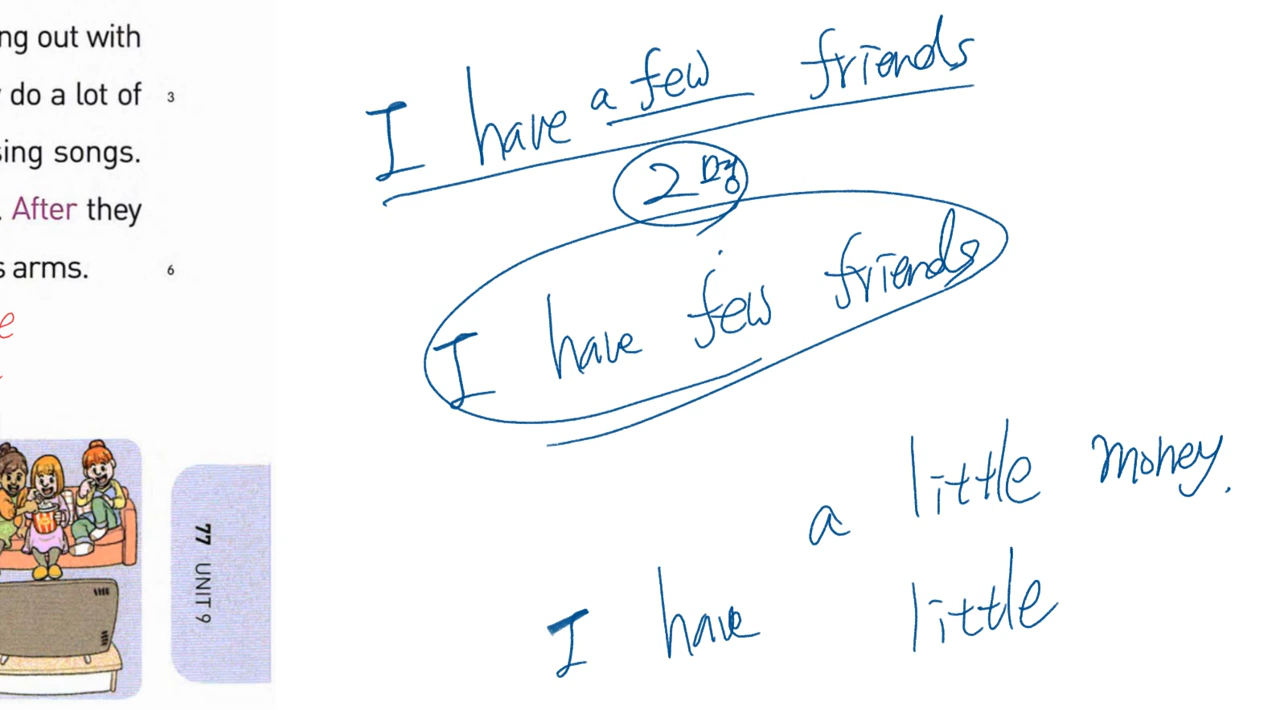 ng out with
do a lot of 3
sing songs.
. After they
s arms. 6
e
77 UNIT 9
I have a few friends
2명
I have few friends
a little money.
I have little